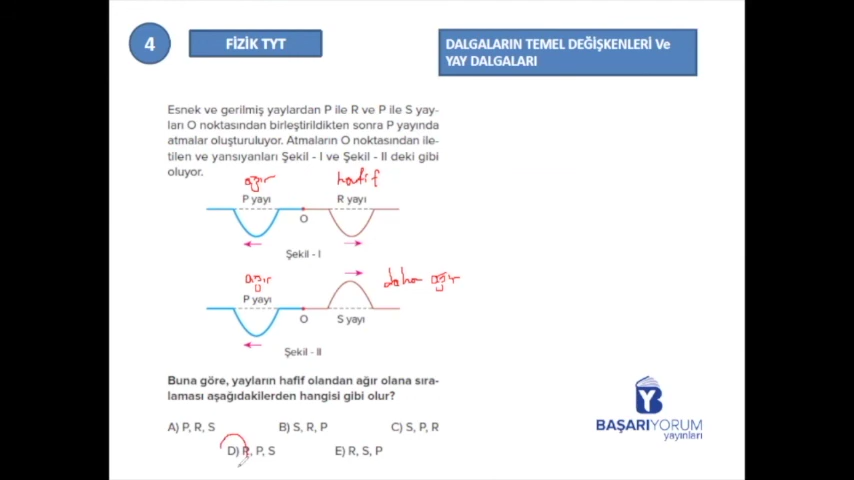 4
FİZİK TYT
DALGALARIN TEMEL DEĞİŞKENLERİ Ve
YAY DALGALARI
Esnek ve gerilmiş yaylardan P ile R ve P ile S yay-
ları O noktasından birleştirildikten sonra P yayında
atmalar oluşturuluyor. Atmaların O noktasından ile-
tilen ve yansıyanları Şekil - I ve Şekil - II deki gibi
oluyor.
ağır hafif
P yayı R yayı
O
Şekil - I
ağır daha ağır
P yayı
O S yayı
Şekil - II
Buna göre, yayların hafif olandan ağır olana sıra-
laması aşağıdakilerden hangisi gibi olur?
A) P, R, S B) S, R, P C) S, P, R
D) R, P, S E) R, S, P
BY
BAŞARIYORUM
yayınları